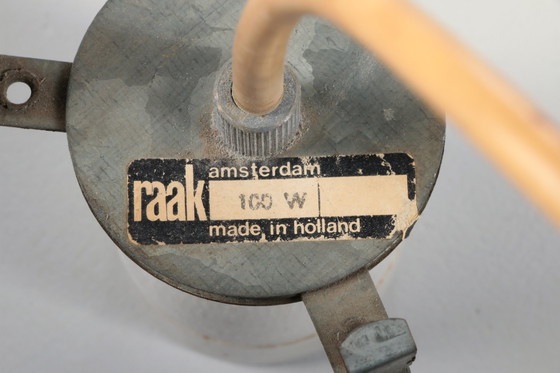 amsterdam
raak 100 W
made in holland